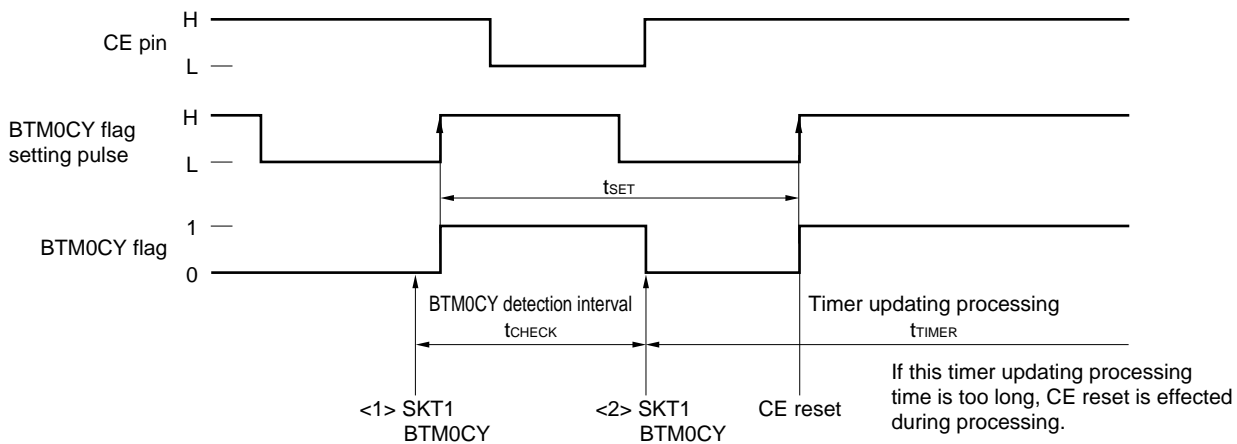 H
CE pin
L
H
BTM0CY flag
setting pulse
L
tSET
1
BTM0CY flag
0
BTM0CY detection interval
tCHECK
Timer updating processing
tTIMER
If this timer updating processing
time is too long, CE reset is effected
during processing.
<1> SKT1
BTM0CY
<2> SKT1
BTM0CY
CE reset